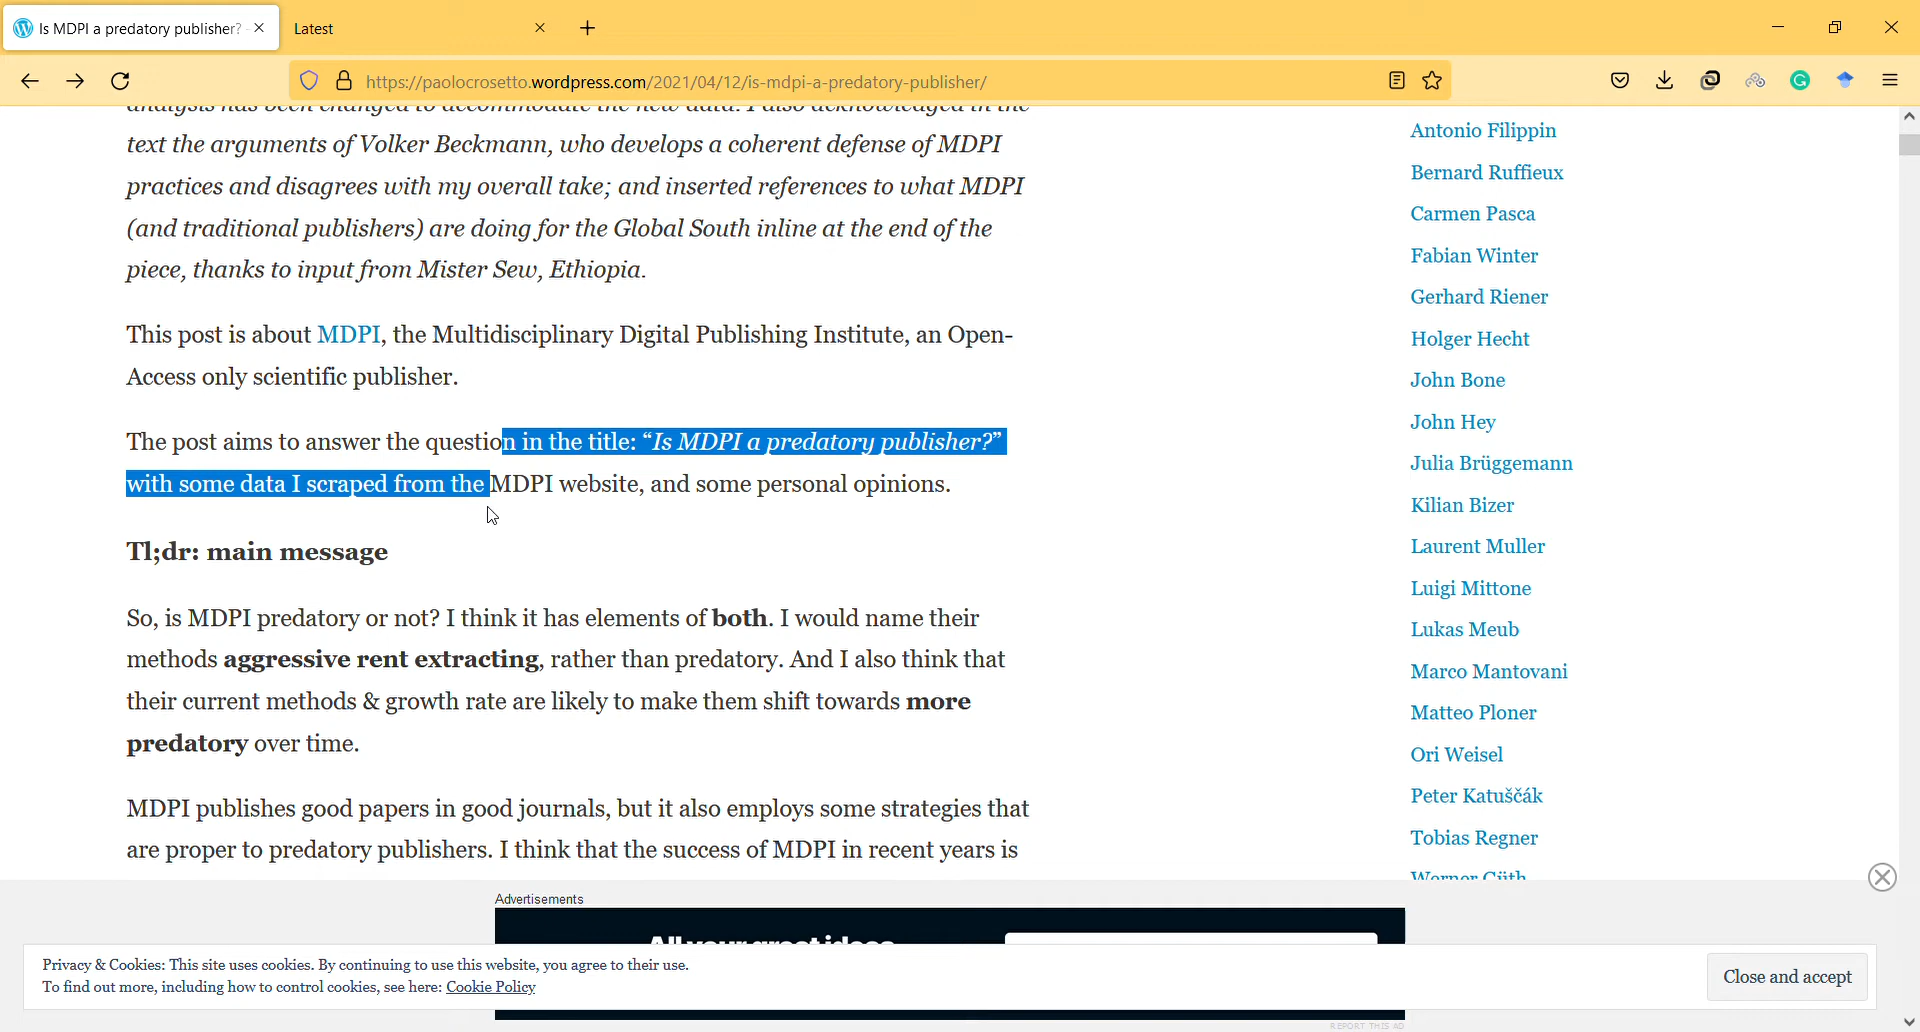 Is MDPI a predatory publisher?
Latest
https://paolocrosetto.wordpress.com/2021/04/12/is-mdpi-a-predatory-publisher/
analysis has been changed to accommodate the new data. I also acknowledged in the
text the arguments of Volker Beckmann, who develops a coherent defense of MDPI
practices and disagrees with my overall take; and inserted references to what MDPI
(and traditional publishers) are doing for the Global South inline at the end of the
piece, thanks to input from Mister Sew, Ethiopia.
This post is about MDPI, the Multidisciplinary Digital Publishing Institute, an Open-
Access only scientific publisher.
The post aims to answer the question in the title: “Is MDPI a predatory publisher?”
with some data I scraped from the MDPI website, and some personal opinions.
Tl;dr: main message
So, is MDPI predatory or not? I think it has elements of both. I would name their
methods aggressive rent extracting, rather than predatory. And I also think that
their current methods & growth rate are likely to make them shift towards more
predatory over time.
MDPI publishes good papers in good journals, but it also employs some strategies that
are proper to predatory publishers. I think that the success of MDPI in recent years is
Antonio Filippin
Bernard Ruffieux
Carmen Pasca
Fabian Winter
Gerhard Riener
Holger Hecht
John Bone
John Hey
Julia Brüggemann
Kilian Bizer
Laurent Muller
Luigi Mittone
Lukas Meub
Marco Mantovani
Matteo Ploner
Ori Weisel
Peter Katuščák
Tobias Regner
Werner Güth
Advertisements
All your great ideas
Privacy & Cookies: This site uses cookies. By continuing to use this website, you agree to their use.
To find out more, including how to control cookies, see here: Cookie Policy
Close and accept
REPORT THIS AD